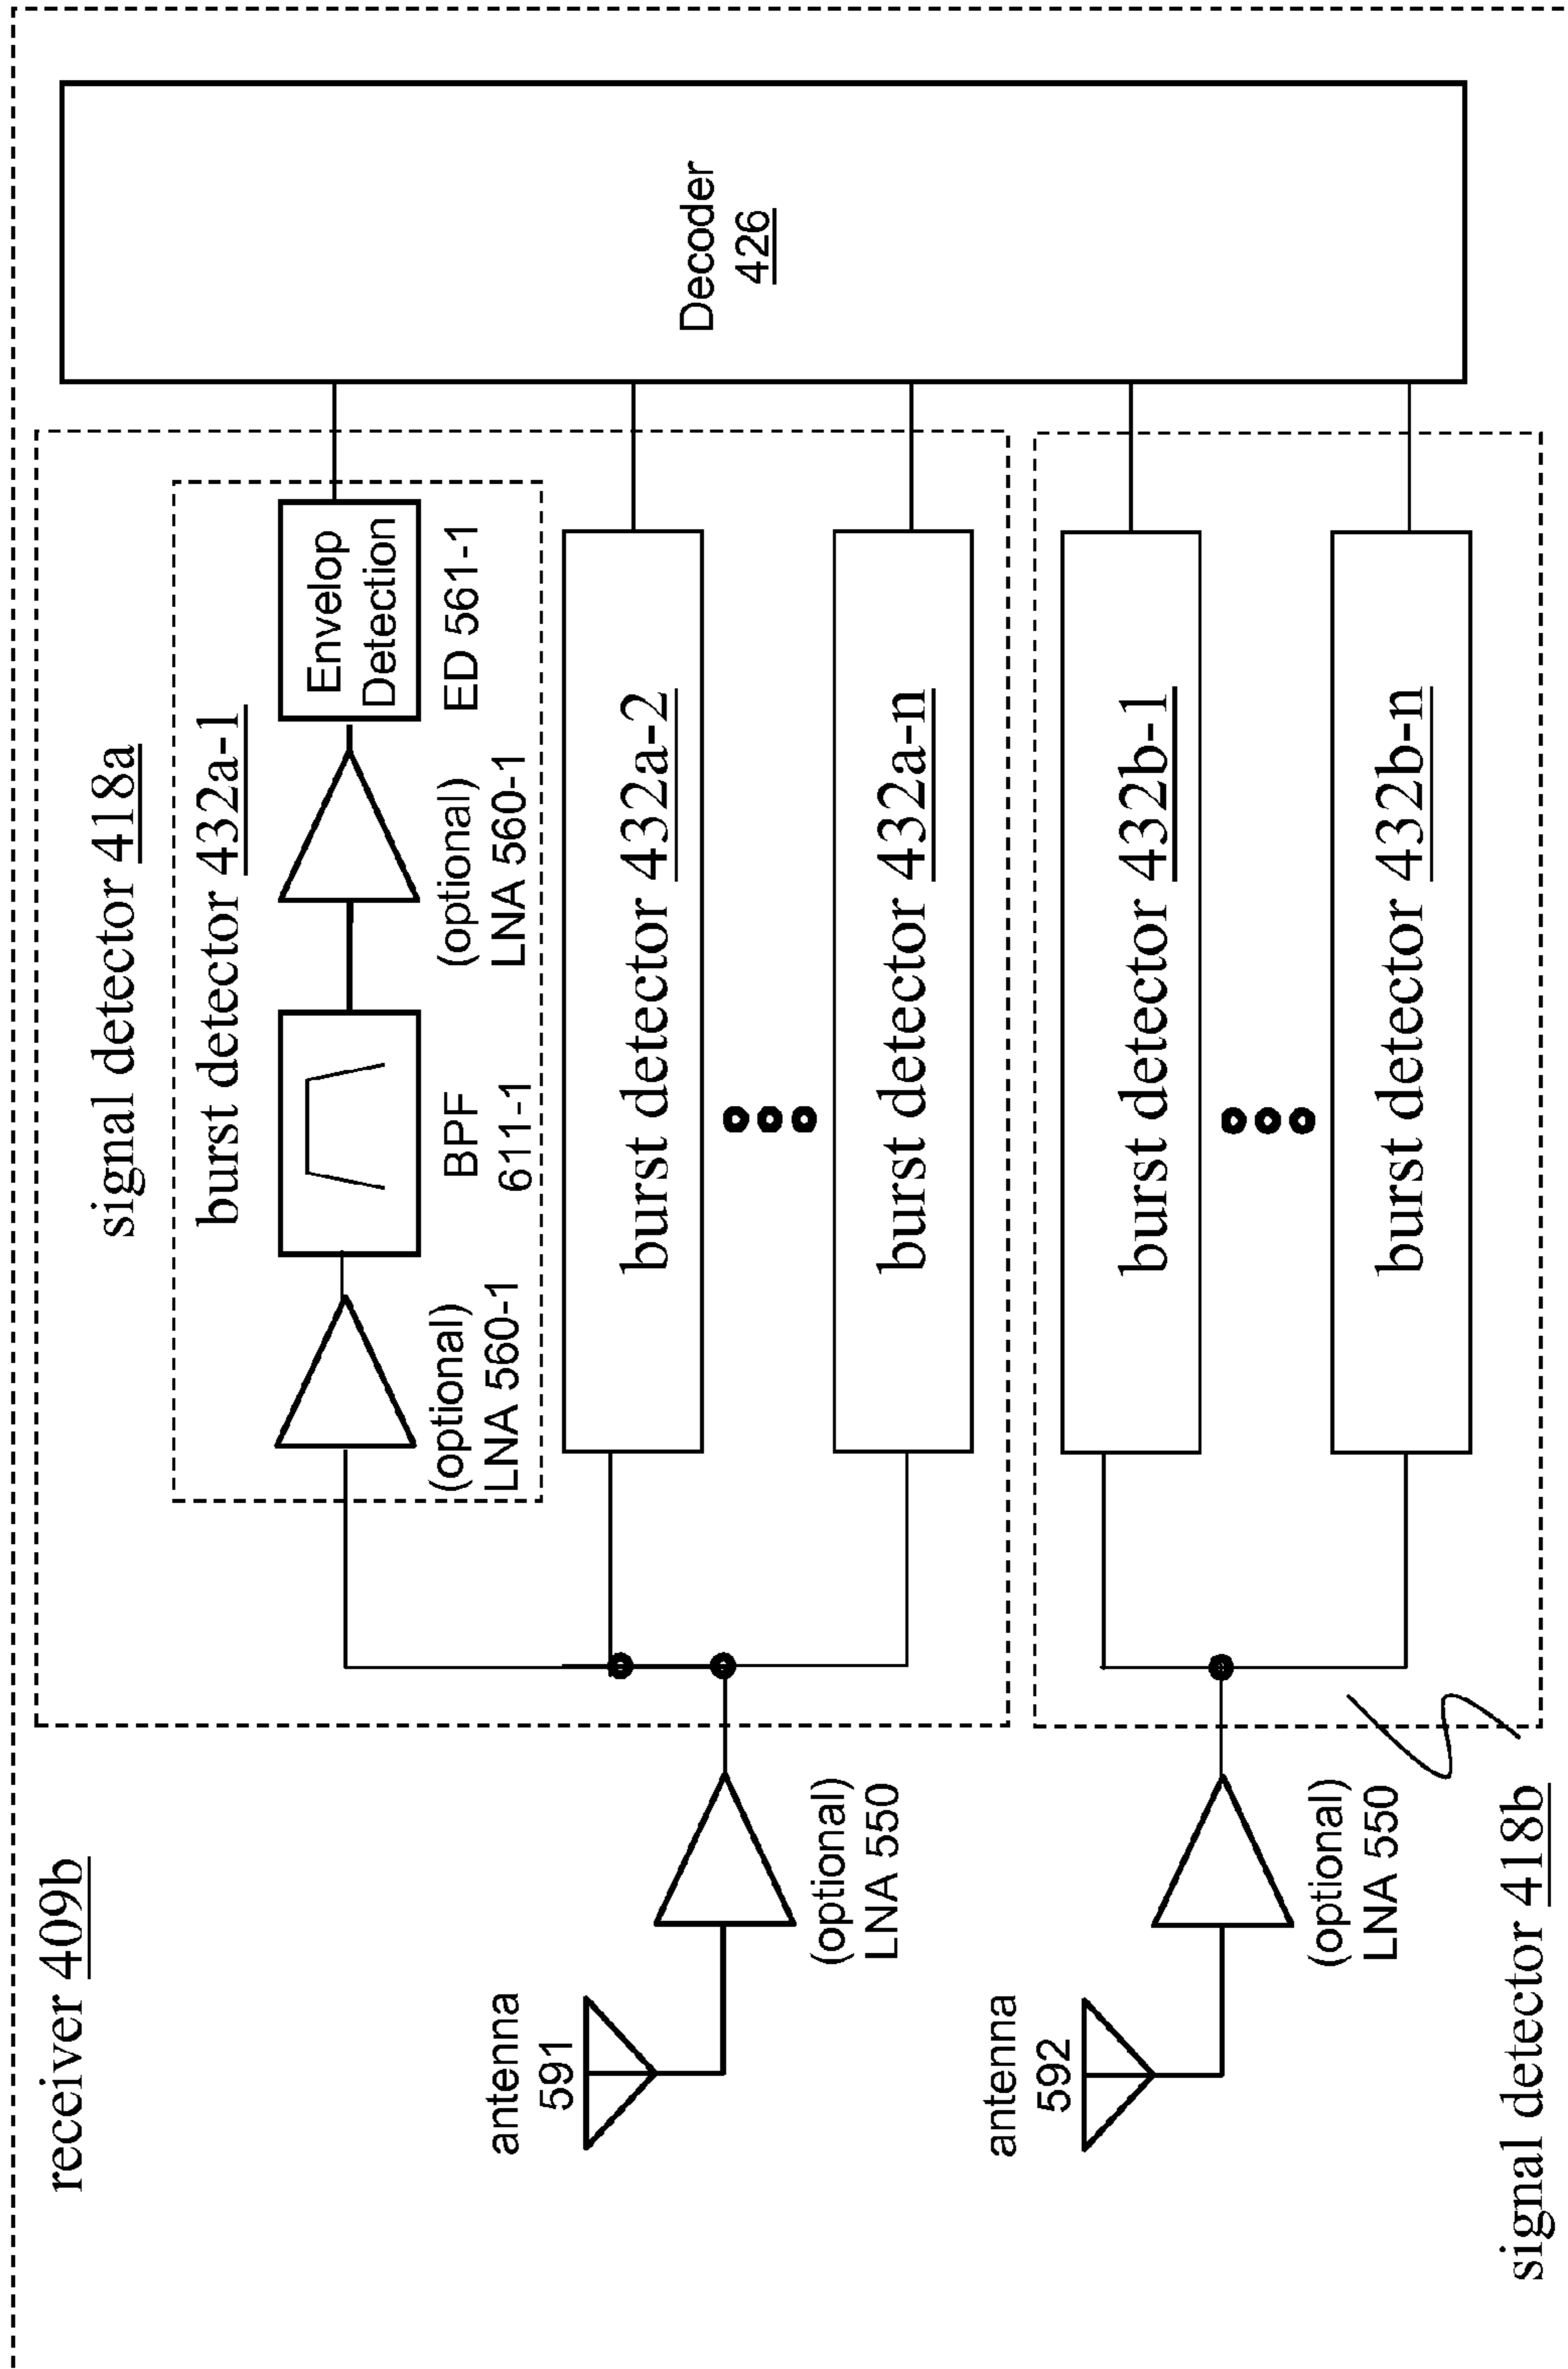 receiver 409b
signal detector 418a
burst detector 432a-1
(optional)
LNA 560-1
BPF
611-1
(optional)
LNA 560-1
Envelop
Detection
ED 561-1
antenna
591
(optional)
LNA 550
burst detector 432a-2
burst detector 432a-n
antenna
592
(optional)
LNA 550
burst detector 432b-1
burst detector 432b-n
signal detector 418b
Decoder
426